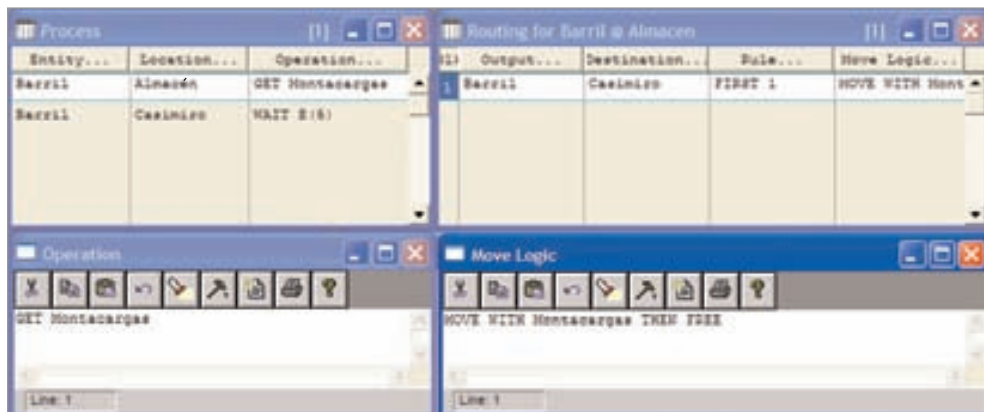 Process [1]
Entity... Location... Operation...
Barril Almacén GET Montacargas
Barril Casimiro WAIT E(5)
Routing for Barril @ Almacen [1]
Output... Destination... Rule... Move Logic...
1 Barril Casimiro FIRST 1 MOVE WITH Mont
Operation
GET Montacargas
Line: 1
Move Logic
MOVE WITH Montacargas THEN FREE
Line: 1